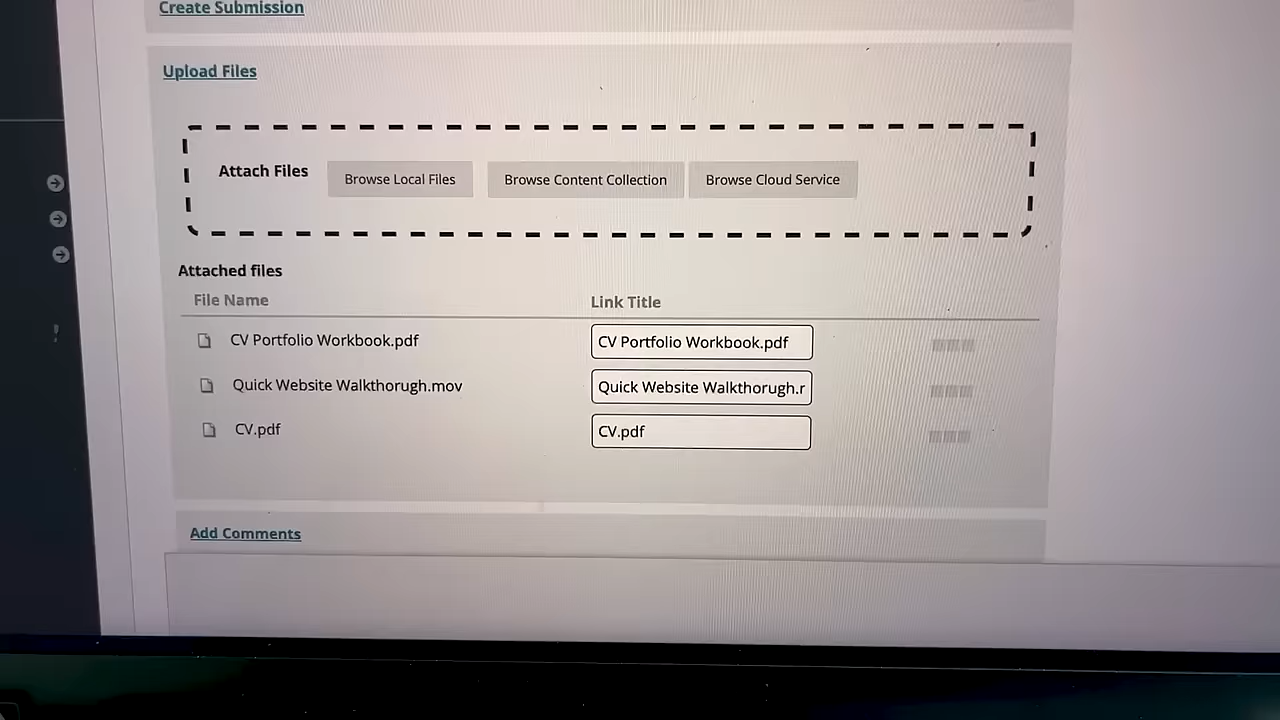 Create Submission
Upload Files
Attach Files Browse Local Files Browse Content Collection Browse Cloud Service
Attached files
File Name Link Title
CV Portfolio Workbook.pdf CV Portfolio Workbook.pdf
Quick Website Walkthorugh.mov Quick Website Walkthorugh.r
CV.pdf CV.pdf
Add Comments